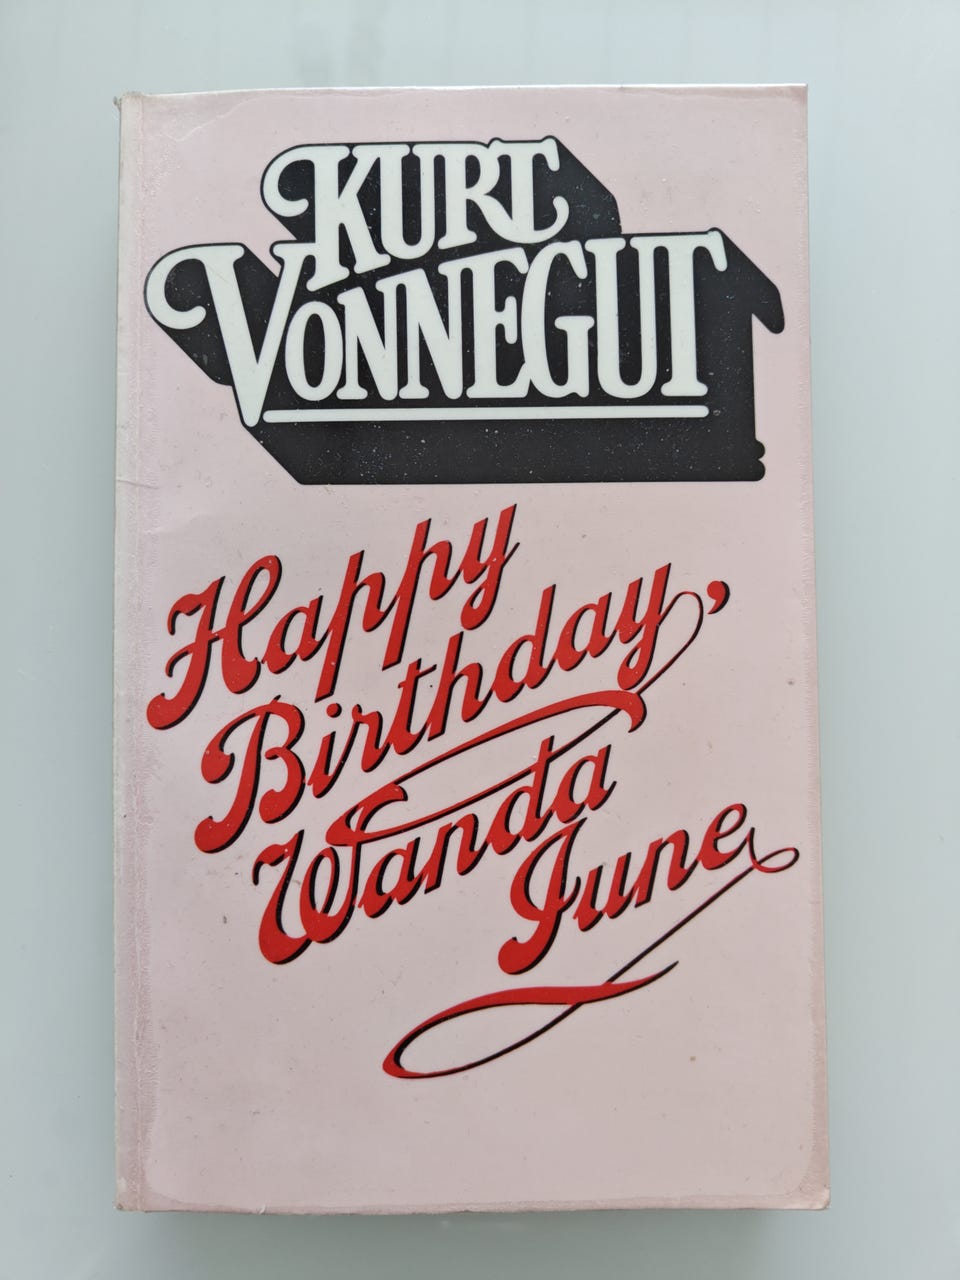 KURT
VONNEGUT
Happy
Birthday,
Wanda
June